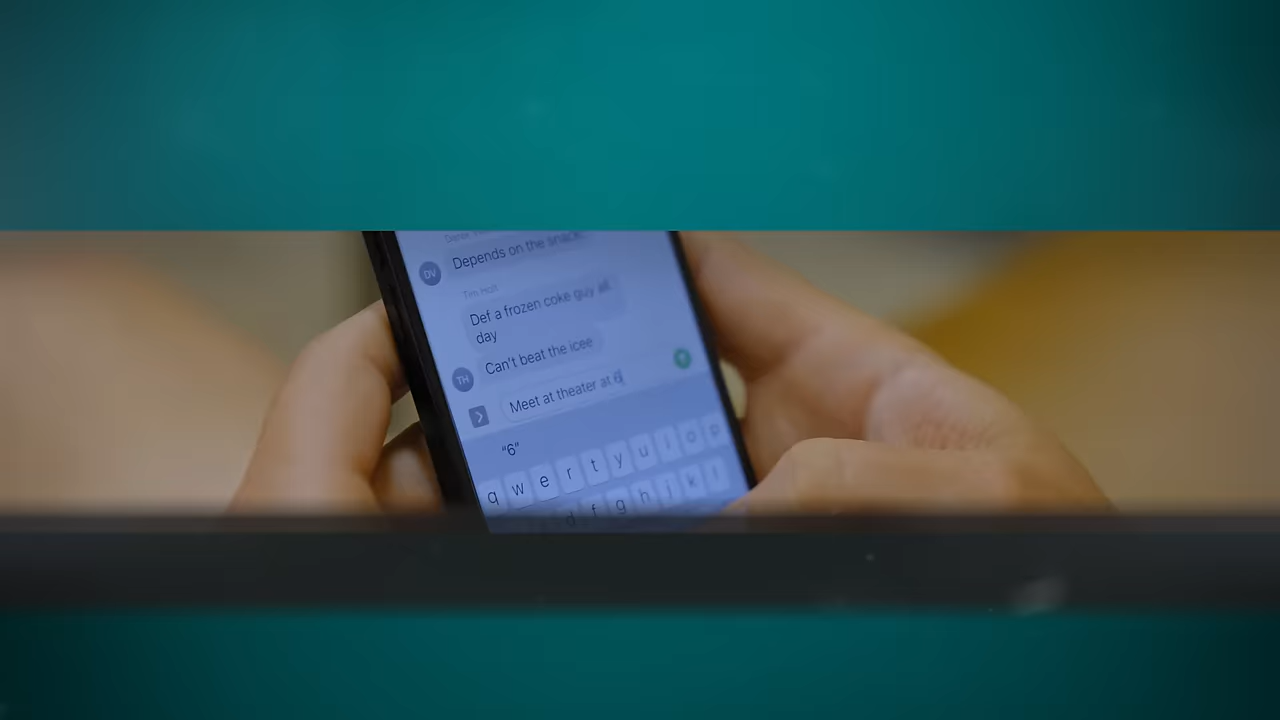 Depends on the snack
DV
Tim Holt
Def a frozen coke guy all
day
Can't beat the icee
TH
Meet at theater at 6
"6"
q w e r t y u i o p
d f g h j k l